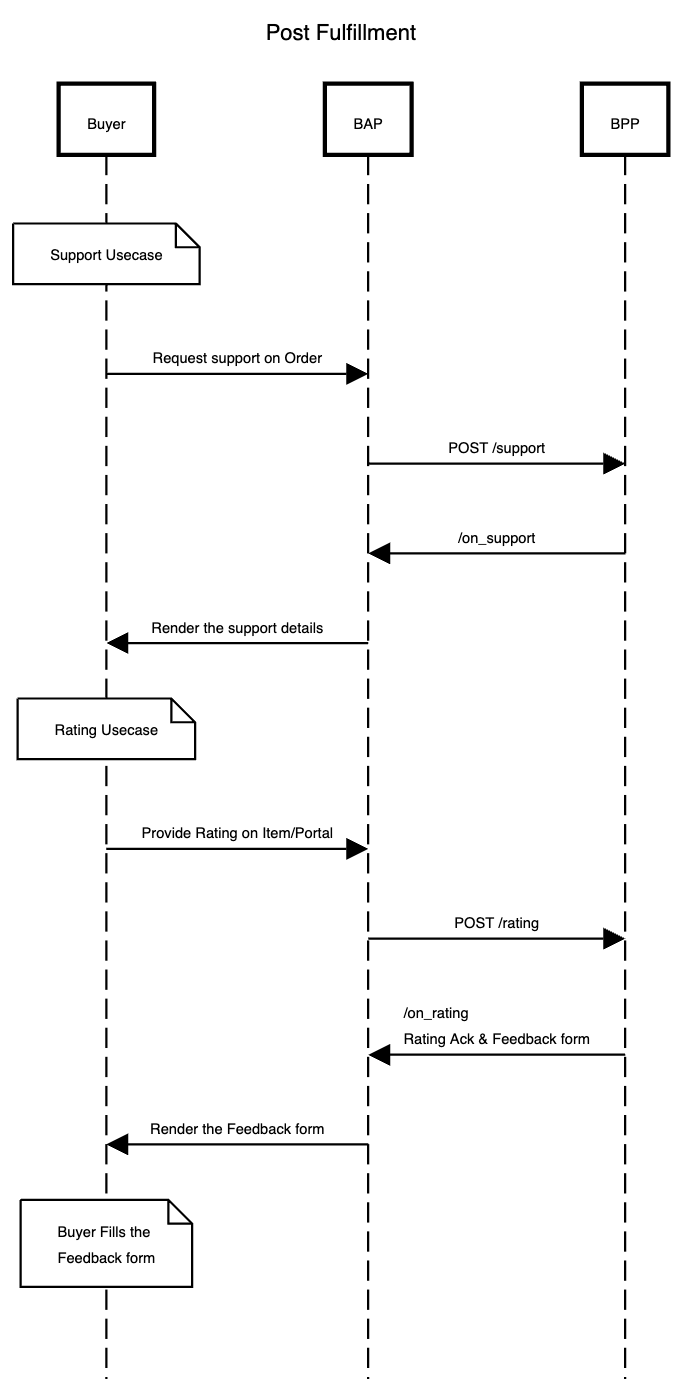 Post Fulfillment
Buyer
BAP
BPP
Support Usecase
Request support on Order
POST /support
/on_support
Render the support details
Rating Usecase
Provide Rating on Item/Portal
POST /rating
/on_rating
Rating Ack & Feedback form
Render the Feedback form
Buyer Fills the
Feedback form